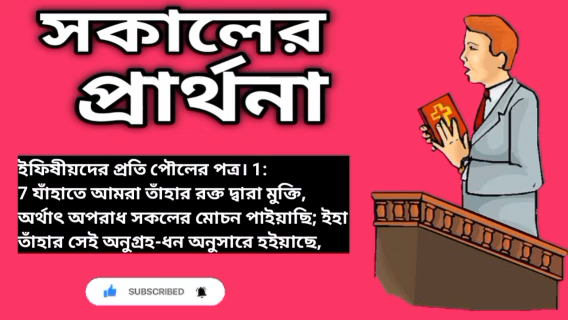 সকালের
প্রার্থনা
ইফিষীয়দের প্রতি পৌলের পত্র। 1:
7 যাঁহাতে আমরা তাঁহার রক্ত দ্বারা মুক্তি,
অর্থাৎ অপরাধ সকলের মোচন পাইয়াছি; ইহা
তাঁহার সেই অনুগ্রহ-ধন অনুসারে হইয়াছে,
SUBSCRIBED